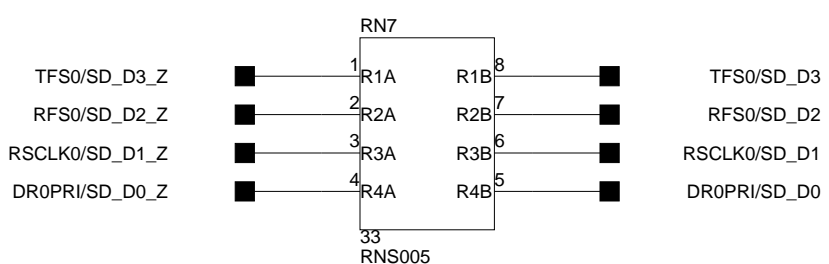 RN7
TFS0/SD_D3_Z 1 R1A R1B 8 TFS0/SD_D3
RFS0/SD_D2_Z 2 R2A R2B 7 RFS0/SD_D2
RSCLK0/SD_D1_Z 3 R3A R3B 6 RSCLK0/SD_D1
DR0PRI/SD_D0_Z 4 R4A R4B 5 DR0PRI/SD_D0
33
RNS005